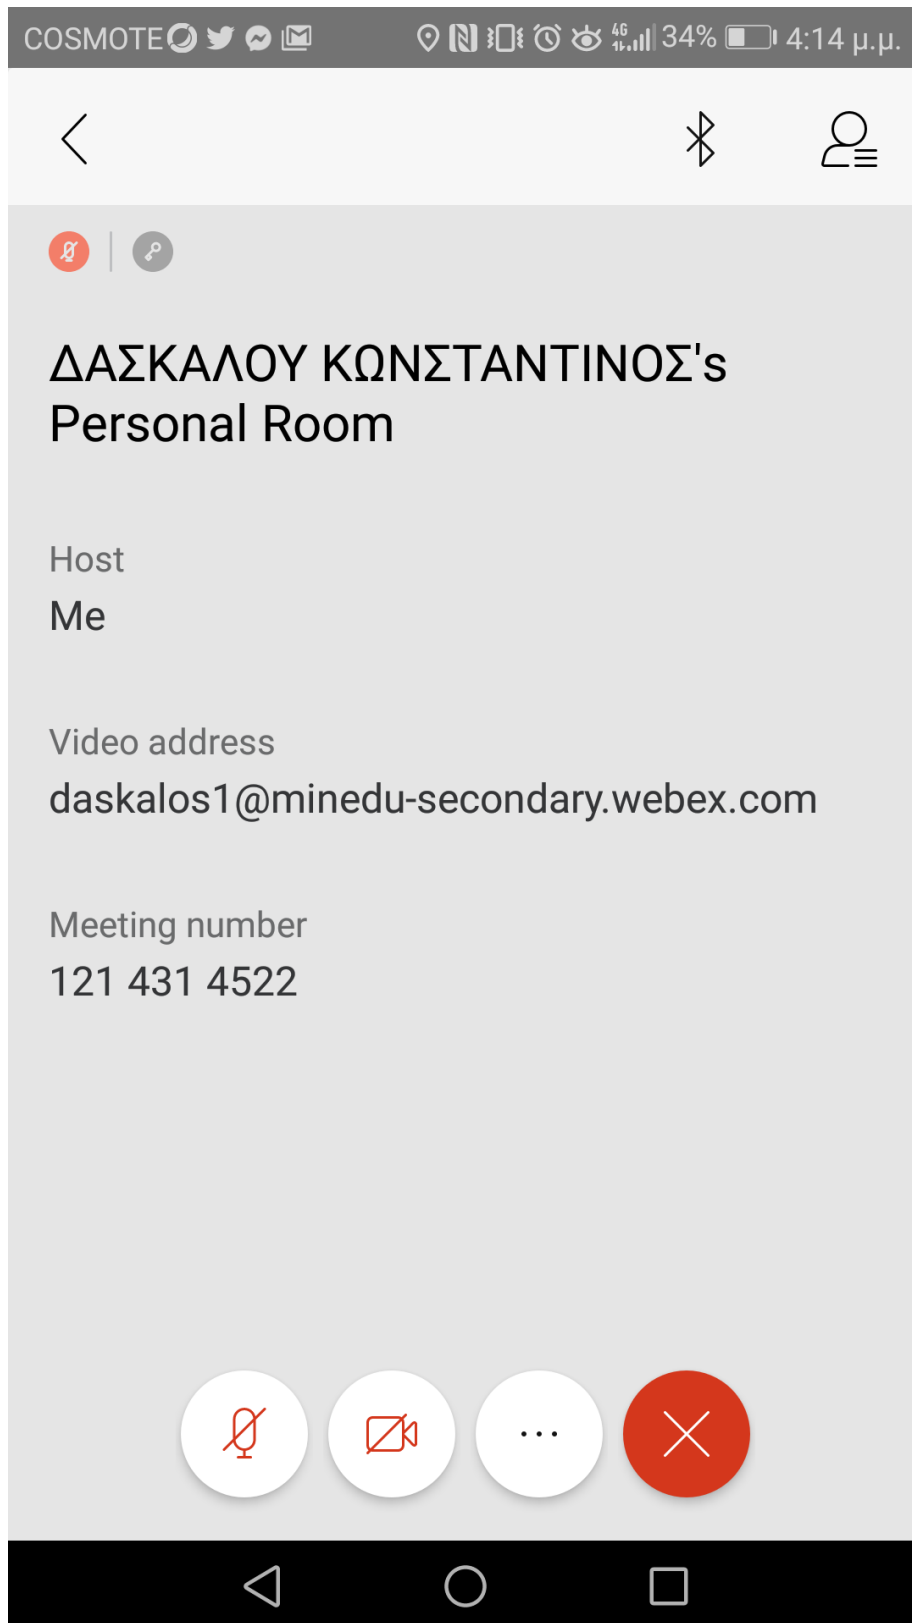 COSMOTE 4G 34% 4:14 μ.μ.
ΔΑΣΚΑΛΟΥ ΚΩΝΣΤΑΝΤΙΝΟΣ's
Personal Room
Host
Me
Video address
daskalos1@minedu-secondary.webex.com
Meeting number
121 431 4522